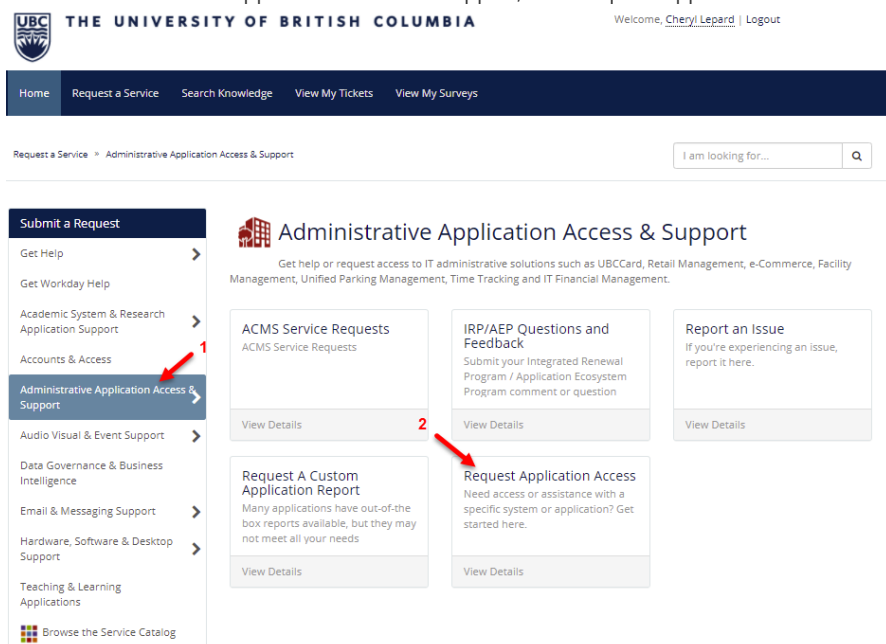 UBC
THE UNIVERSITY OF BRITISH COLUMBIA
Welcome, Cheryl Lepard | Logout
Home
Request a Service
Search Knowledge
View My Tickets
View My Surveys
Request a Service » Administrative Application Access & Support
I am looking for...
Submit a Request
Get Help
Get Workday Help
Academic System & Research
Application Support
Accounts & Access
1
Administrative Application Access &
Support
Audio Visual & Event Support
Data Governance & Business
Intelligence
Email & Messaging Support
Hardware, Software & Desktop
Support
Teaching & Learning
Applications
Browse the Service Catalog
Administrative Application Access & Support
Get help or request access to IT administrative solutions such as UBCCard, Retail Management, e-Commerce, Facility
Management, Unified Parking Management, Time Tracking and IT Financial Management.
ACMS Service Requests
ACMS Service Requests
View Details
IRP/AEP Questions and
Feedback
Submit your Integrated Renewal
Program / Application Ecosystem
Program comment or question
View Details
Report an Issue
If you're experiencing an issue,
report it here.
View Details
2
Request A Custom
Application Report
Many applications have out-of-the
box reports available, but they may
not meet all your needs
View Details
Request Application Access
Need access or assistance with a
specific system or application? Get
started here.
View Details